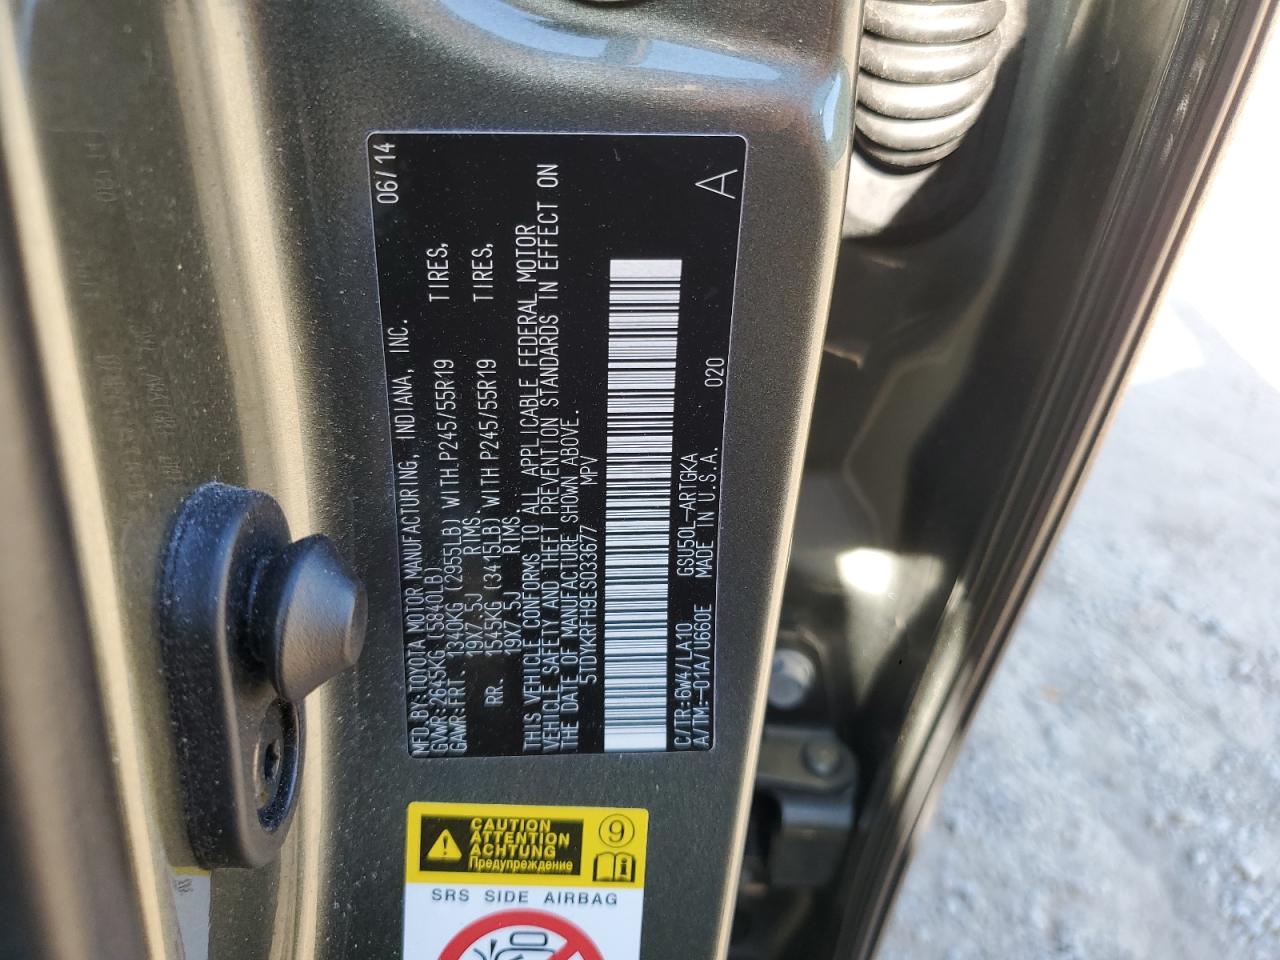 MFD.BY:TOYOTA MOTOR MANUFACTURING, INDIANA, INC. 06/14
GVWR:2645KG (5840LB)
GAWR:FRT. 1340KG (2955LB) WITH P245/55R19 TIRES,
19X7.5J RIMS.
RR. 1545KG (3415LB) WITH P245/55R19 TIRES,
19X7.5J RIMS.
THIS VEHICLE CONFORMS TO ALL APPLICABLE FEDERAL MOTOR
VEHICLE SAFETY AND THEFT PREVENTION STANDARDS IN EFFECT ON
THE DATE OF MANUFACTURE SHOWN ABOVE.
5TDYKRFH9ES033677 MPV
C/TR:6W4/LA10 GSU50L-ARTGKA
A/TM:-01A/U660E MADE IN U.S.A. 020
A
CAUTION
ATTENTION
ACHTUNG
Предупреждение
9
i
SRS SIDE AIRBAG